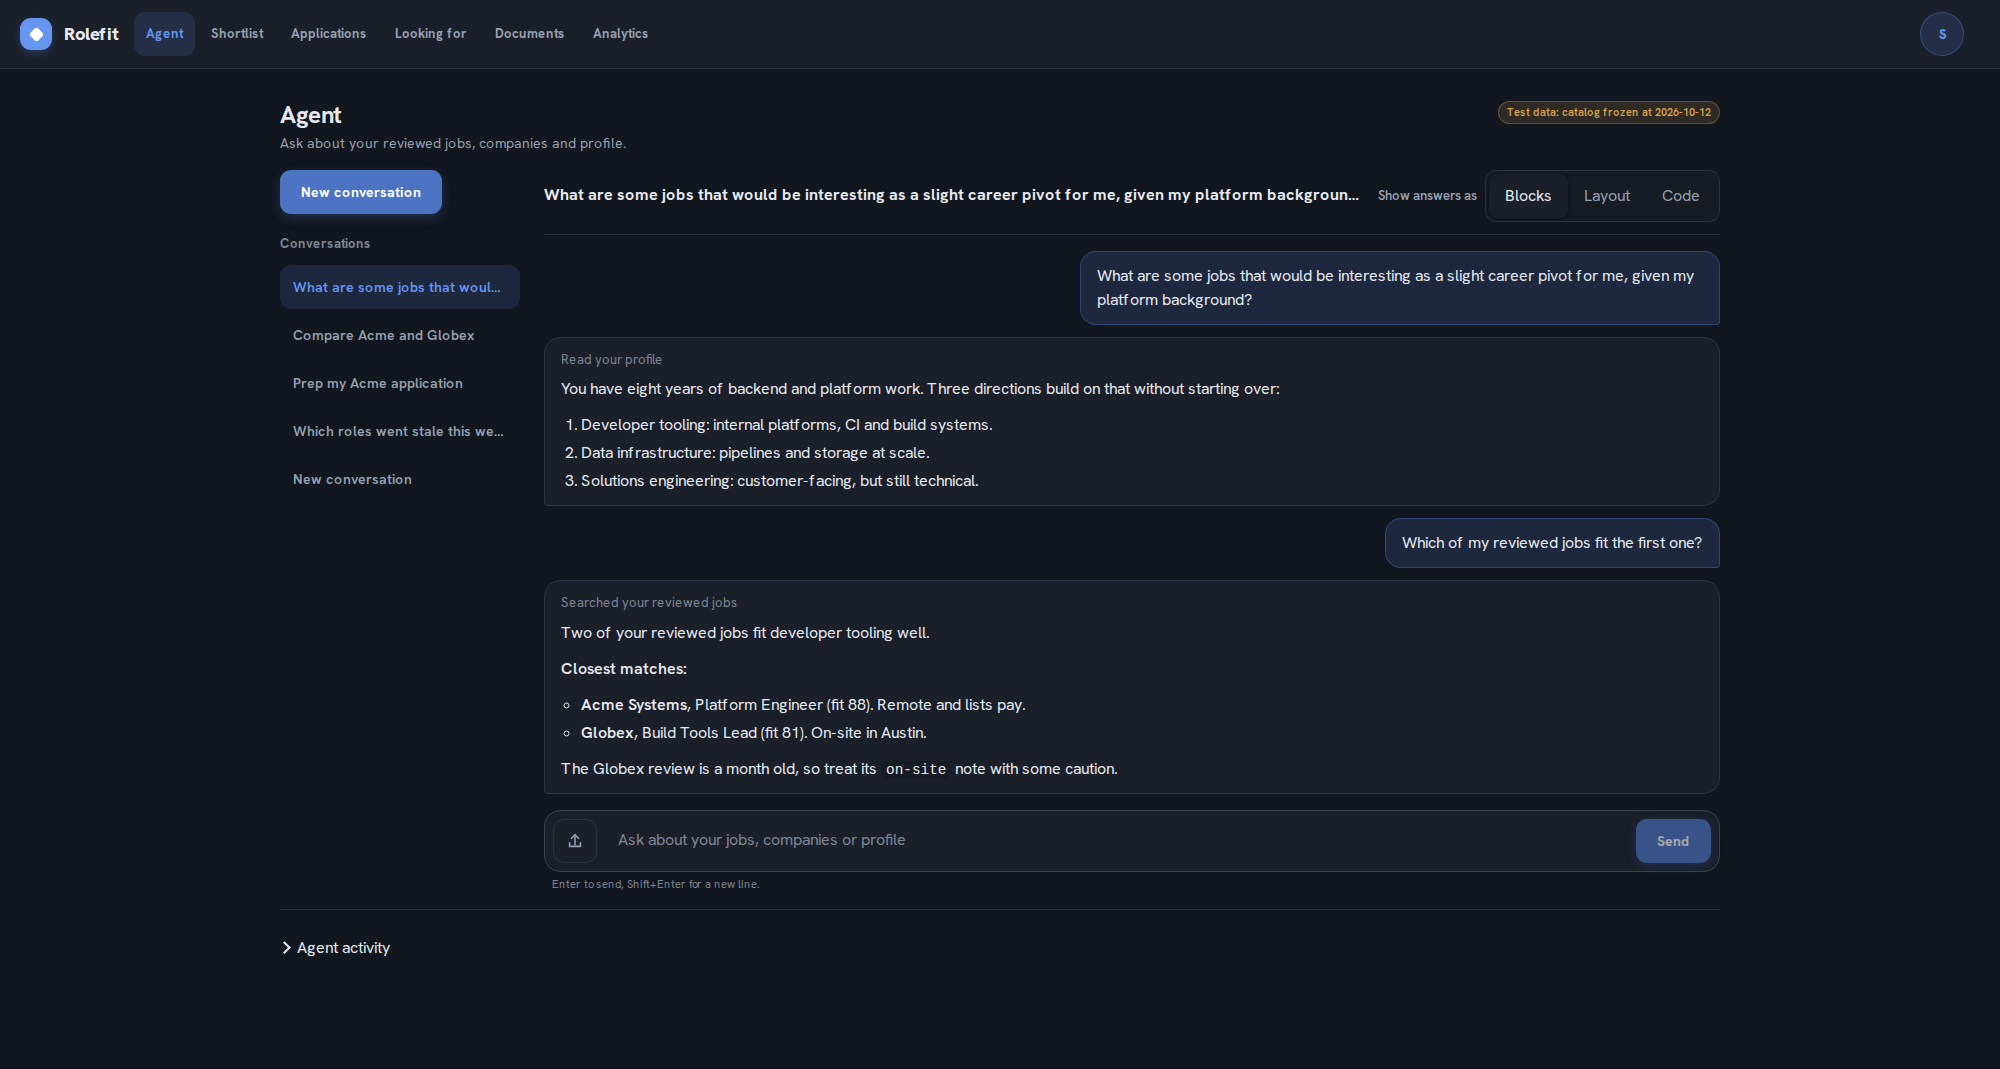 Rolefit
Agent
Shortlist
Applications
Looking for
Documents
Analytics
S
Agent
Test data: catalog frozen at 2026-10-12
Ask about your reviewed jobs, companies and profile.
New conversation
Conversations
What are some jobs that woul...
Compare Acme and Globex
Prep my Acme application
Which roles went stale this we...
New conversation
What are some jobs that would be interesting as a slight career pivot for me, given my platform backgroun...
Show answers as
Blocks
Layout
Code
What are some jobs that would be interesting as a slight career pivot for me, given my
platform background?
Read your profile
You have eight years of backend and platform work. Three directions build on that without starting over:
1. Developer tooling: internal platforms, CI and build systems.
2. Data infrastructure: pipelines and storage at scale.
3. Solutions engineering: customer-facing, but still technical.
Which of my reviewed jobs fit the first one?
Searched your reviewed jobs
Two of your reviewed jobs fit developer tooling well.
Closest matches:
Acme Systems, Platform Engineer (fit 88). Remote and lists pay.
Globex, Build Tools Lead (fit 81). On-site in Austin.
The Globex review is a month old, so treat its on-site note with some caution.
Ask about your jobs, companies or profile
Send
Enter to send, Shift+Enter for a new line.
Agent activity